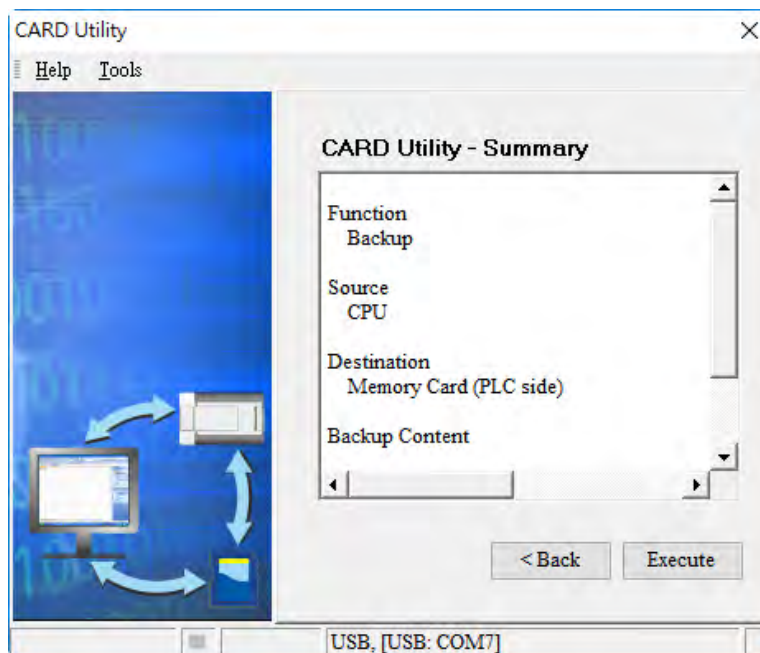 CARD Utility
Help Tools
CARD Utility - Summary
Function
Backup
Source
CPU
Destination
Memory Card (PLC side)
Backup Content
< Back Execute
USB, [USB: COM7]